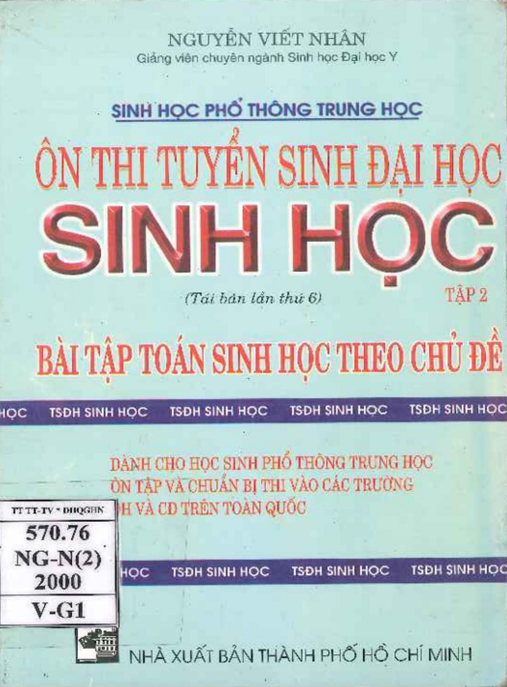 NGUYỄN VIẾT NHÂN
Giảng viên chuyên ngành Sinh học Đại học Y
SINH HỌC PHỔ THÔNG TRUNG HỌC
ÔN THI TUYỂN SINH ĐẠI HỌC
SINH HỌC
(Tái bản lần thứ 6)
TẬP 2
BÀI TẬP TOÁN SINH HỌC THEO CHỦ ĐỀ
HỌC TSĐH SINH HỌC TSĐH SINH HỌC TSĐH SINH HỌC TSĐH SINH HỌC
DÀNH CHO HỌC SINH PHỔ THÔNG TRUNG HỌC
ÔN TẬP VÀ CHUẨN BỊ THI VÀO CÁC TRƯỜNG
ĐH VÀ CĐ TRÊN TOÀN QUỐC
TT TT-TV * ĐHQGHN
570.76
NG-N(2)
2000
V-G1
HỌC TSĐH SINH HỌC TSĐH SINH HỌC TSĐH SINH HỌC
NHÀ XUẤT BẢN THÀNH PHỐ HỒ CHÍ MINH